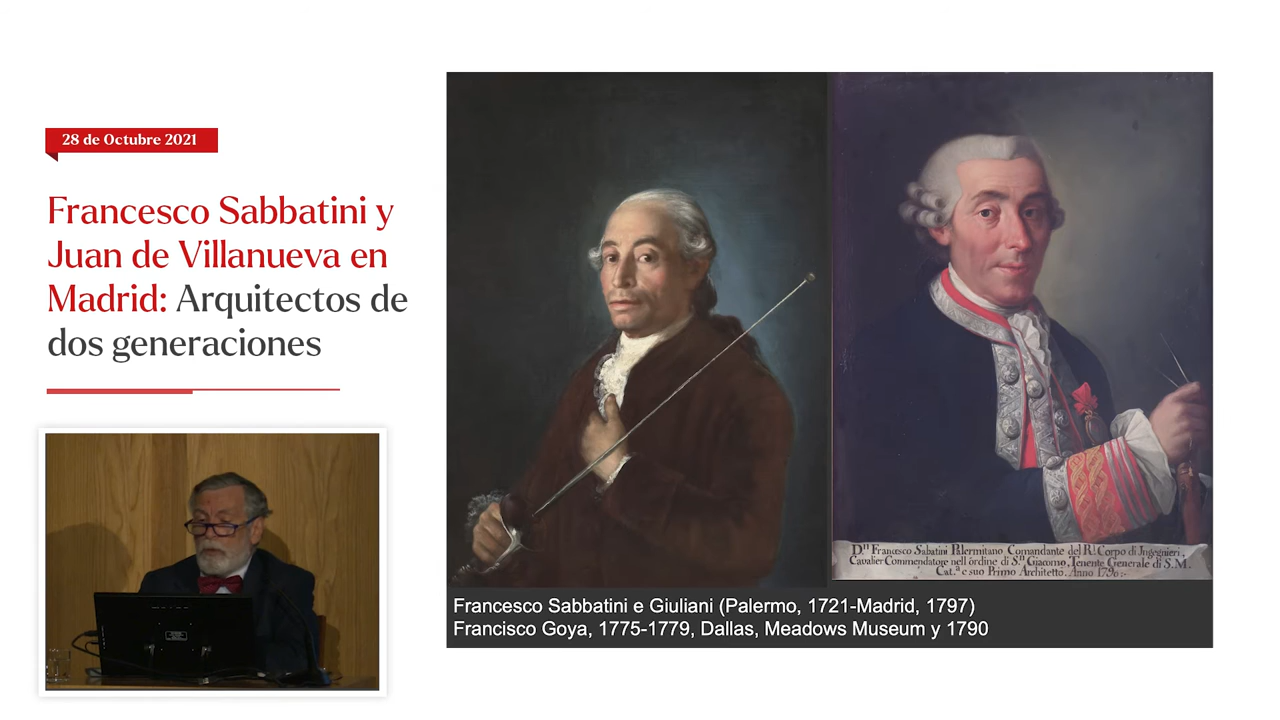 28 de Octubre 2021
Francesco Sabbatini y
Juan de Villanueva en
Madrid: Arquitectos de
dos generaciones
Dⁿ Francesco Sabatini Palermitano Comandante del Rˡ Corpo di Jngegnieri,
Cavalier Commendatore nell ordine di S.ⁿ Giacomo, Tenente Generale di S.M.
Cat.ª e suo Primo Architetto. Anno 1790:-
Francesco Sabbatini e Giuliani (Palermo, 1721-Madrid, 1797)
Francisco Goya, 1775-1779, Dallas, Meadows Museum y 1790